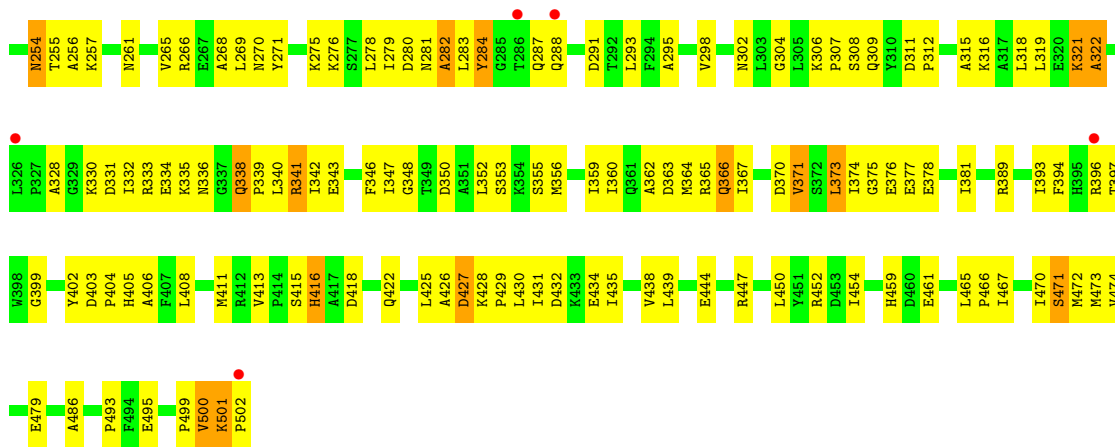 N254 T255 A256 K257 N261 V265 R266 E267 A268 L269 N270 Y271 K275 K276 S277 L278 I279 D280 N281 A282 L283 Y284 G285 T286 Q287 Q288 D291 T292 L293 F294 A295 V298 N302 L303 G304 L305 K306 P307 S308 Q309 Y310 D311 P312 A315 K316 A317 L318 L319 E320 K321 A322
L326 P327 A328 G329 K330 D331 I332 R333 E334 K335 N336 G337 Q338 P339 L340 R341 I342 E343 F346 I347 G348 T349 D350 A351 L352 S353 K354 S355 M356 I359 I360 Q361 A362 D363 M364 R365 Q366 I367 D370 V371 S372 L373 I374 G375 E376 E377 E378 I381 R389 I393 F394 H395 R396 T397
W398 G399 Y402 D403 P404 H405 A406 F407 L408 M411 R412 V413 P414 S415 H416 A417 D418 Q422 L425 A426 D427 K428 P429 L430 I431 D432 K433 E434 I435 V438 L439 E444 R447 L450 Y451 R452 D453 I454 H459 D460 E461 L465 P466 I467 I470 S471 M472 M473
E479 A486 P493 F494 E495 P499 V500 K501 P502